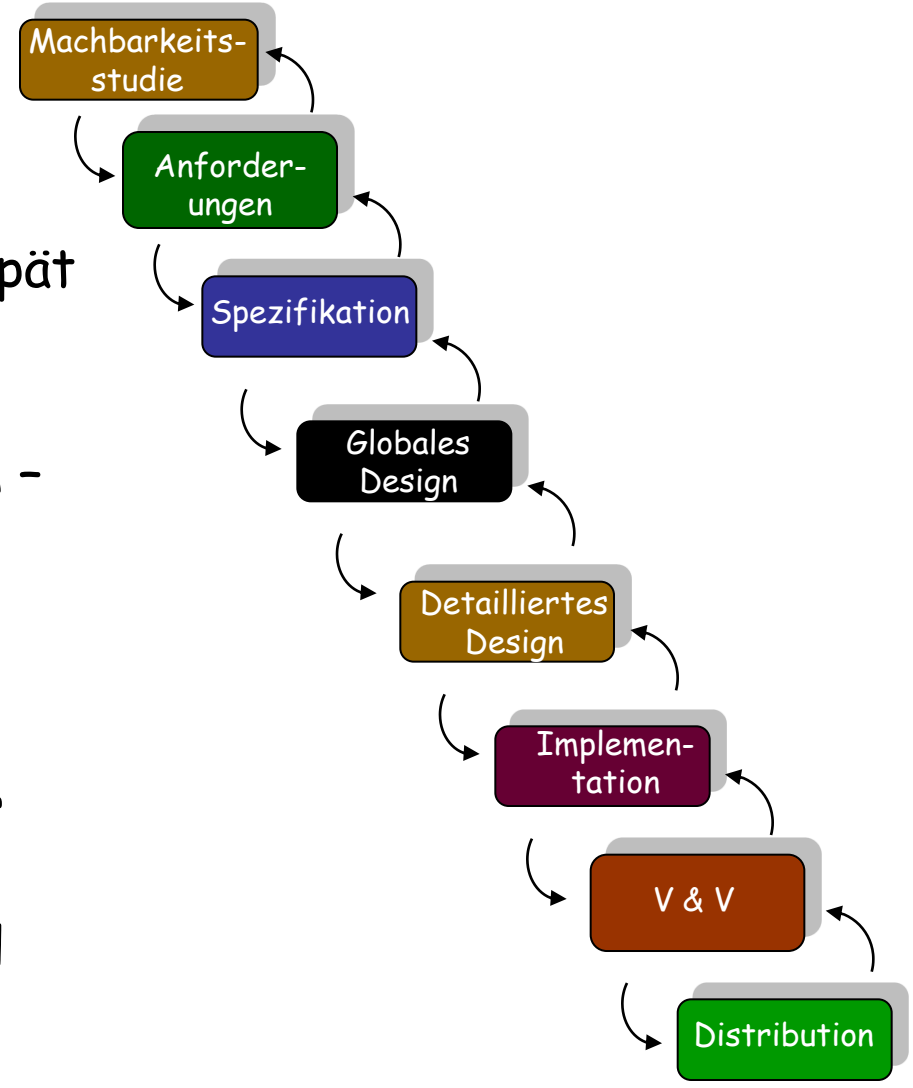 Machbarkeits-
studie
Anforder-
ungen
Spezifikation
Globales
Design
Detailliertes
Design
Implemen-
tation
V & V
Distribution